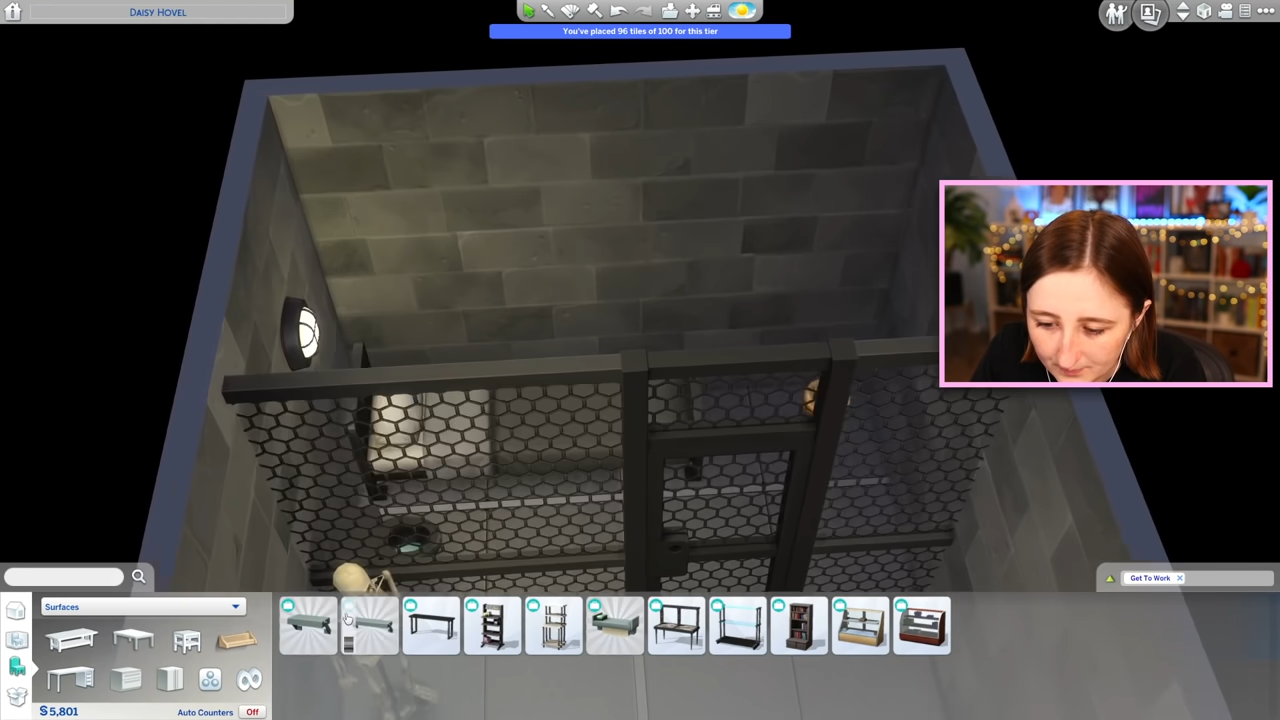 DAISY HOVEL
You've placed 96 tiles of 100 for this tier
Get To Work
Surfaces
§5,801
Auto Counters Off